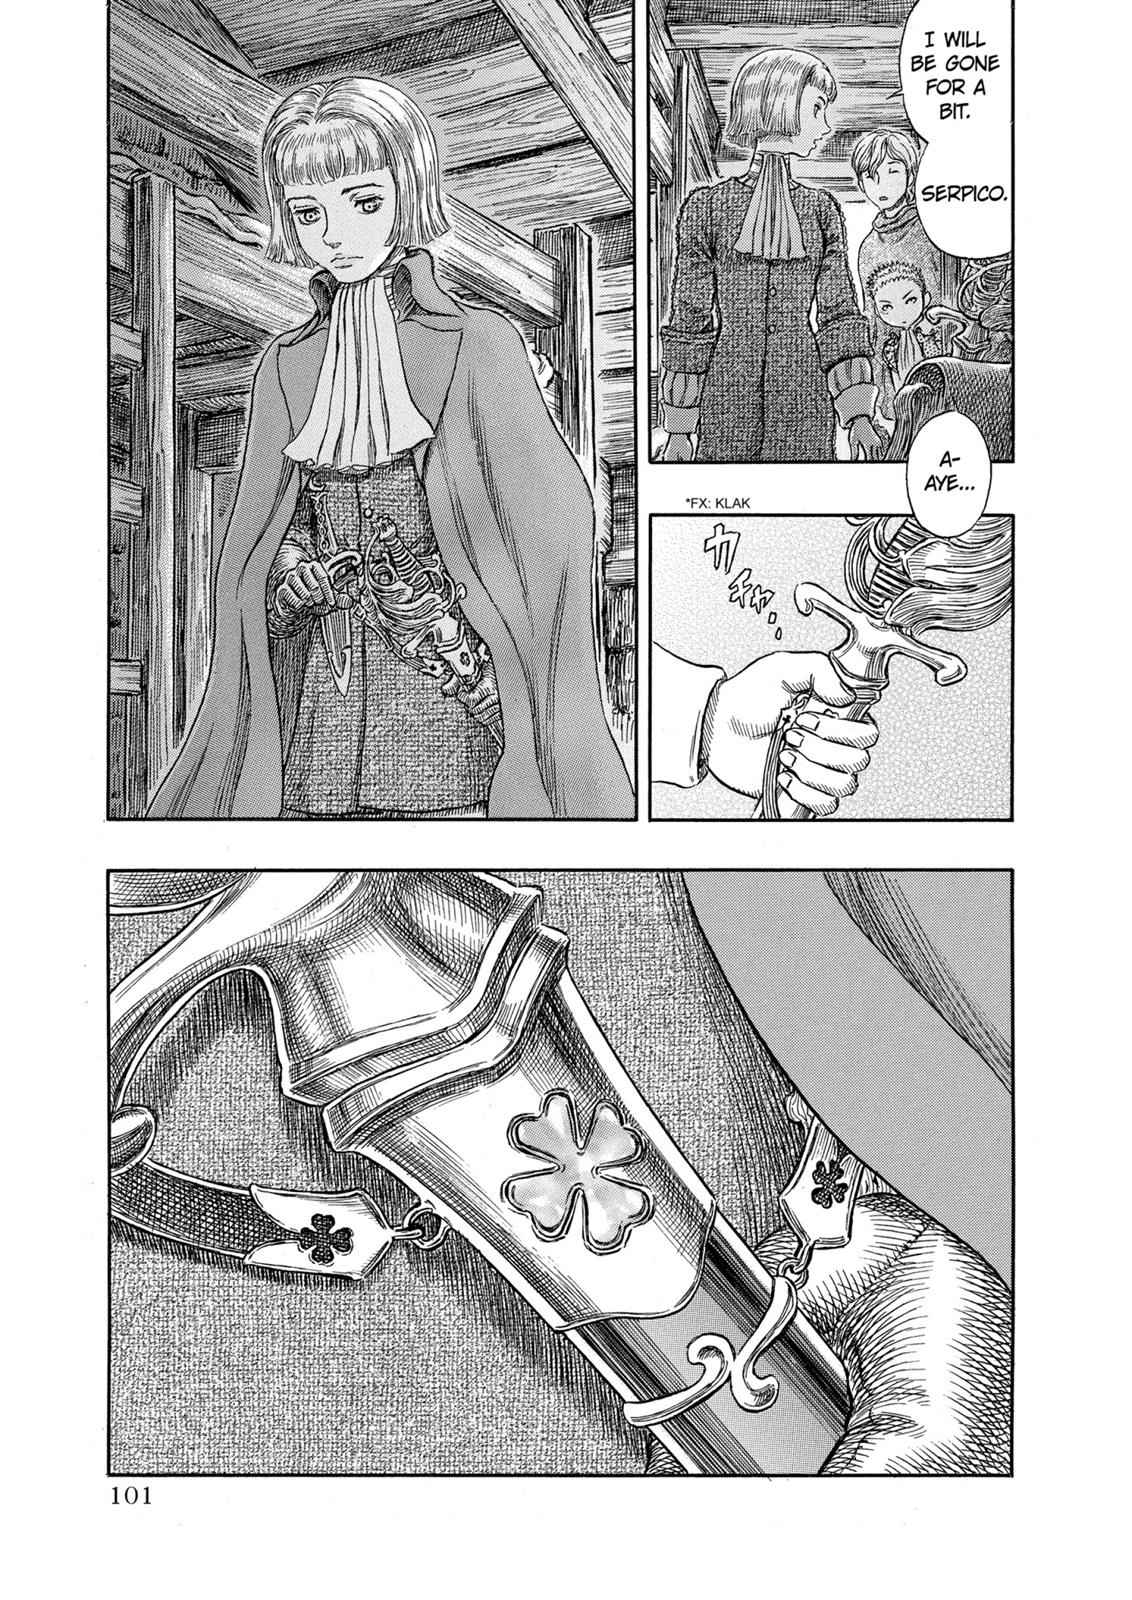 I WILL
BE GONE
FOR A
BIT.
SERPICO.
A-
AYE...
*FX: KLAK
カ
チャ...
101